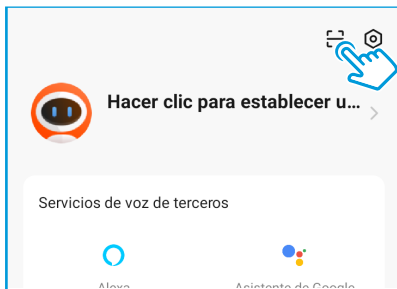 Hacer clic para establecer u...
Servicios de voz de terceros
Alexa
Asistente de Google